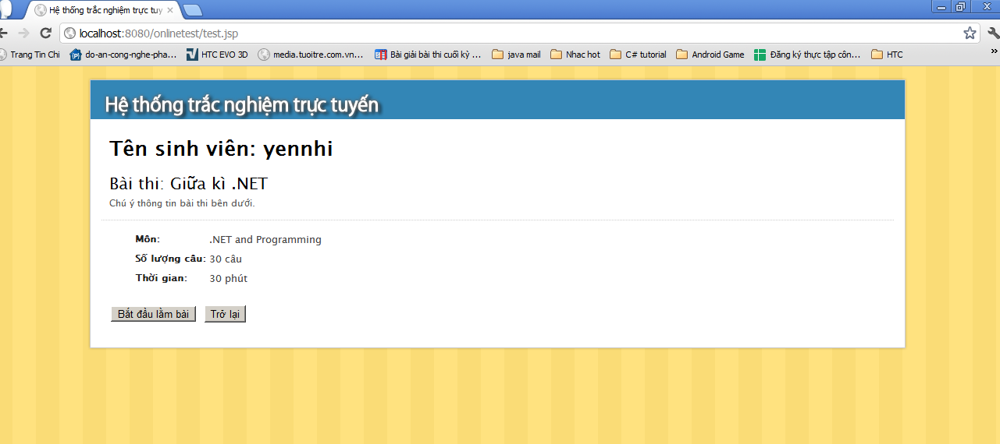 Hệ thống trắc nghiệm trực tuy
localhost:8080/onlinetest/test.jsp
Trang Tin Chi do-an-cong-nghe-pha... HTC EVO 3D media.tuoitre.com.vn... Bài giải bài thi cuối kỳ ... java mail Nhac hot C# tutorial Android Game Đăng ký thực tập côn... HTC
Hệ thống trắc nghiệm trực tuyến
Tên sinh viên: yennhi
Bài thi: Giữa kì .NET
Chú ý thông tin bài thi bên dưới.
Môn: .NET and Programming
Số lượng câu: 30 câu
Thời gian: 30 phút
Bắt đầu lằm bài Trở lại